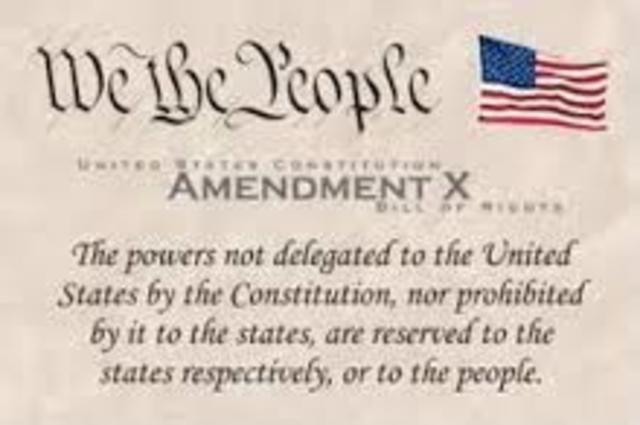 We the People
United States Constitution
Amendment X
Bill of Rights
The powers not delegated to the United
States by the Constitution, nor prohibited
by it to the states, are reserved to the
states respectively, or to the people.